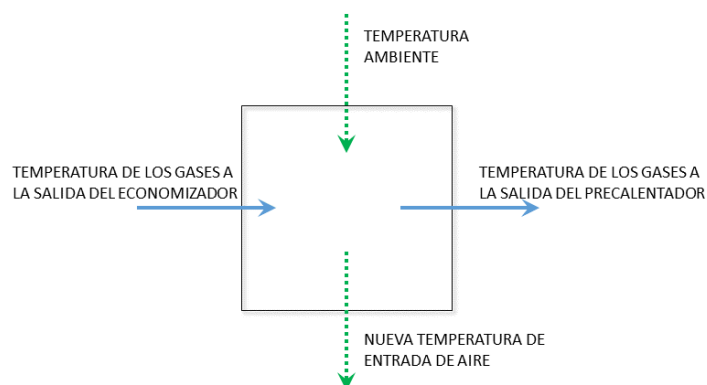 TEMPERATURA
AMBIENTE
TEMPERATURA DE LOS GASES A
LA SALIDA DEL ECONOMIZADOR
TEMPERATURA DE LOS GASES A
LA SALIDA DEL PRECALENTADOR
NUEVA TEMPERATURA DE
ENTRADA DE AIRE